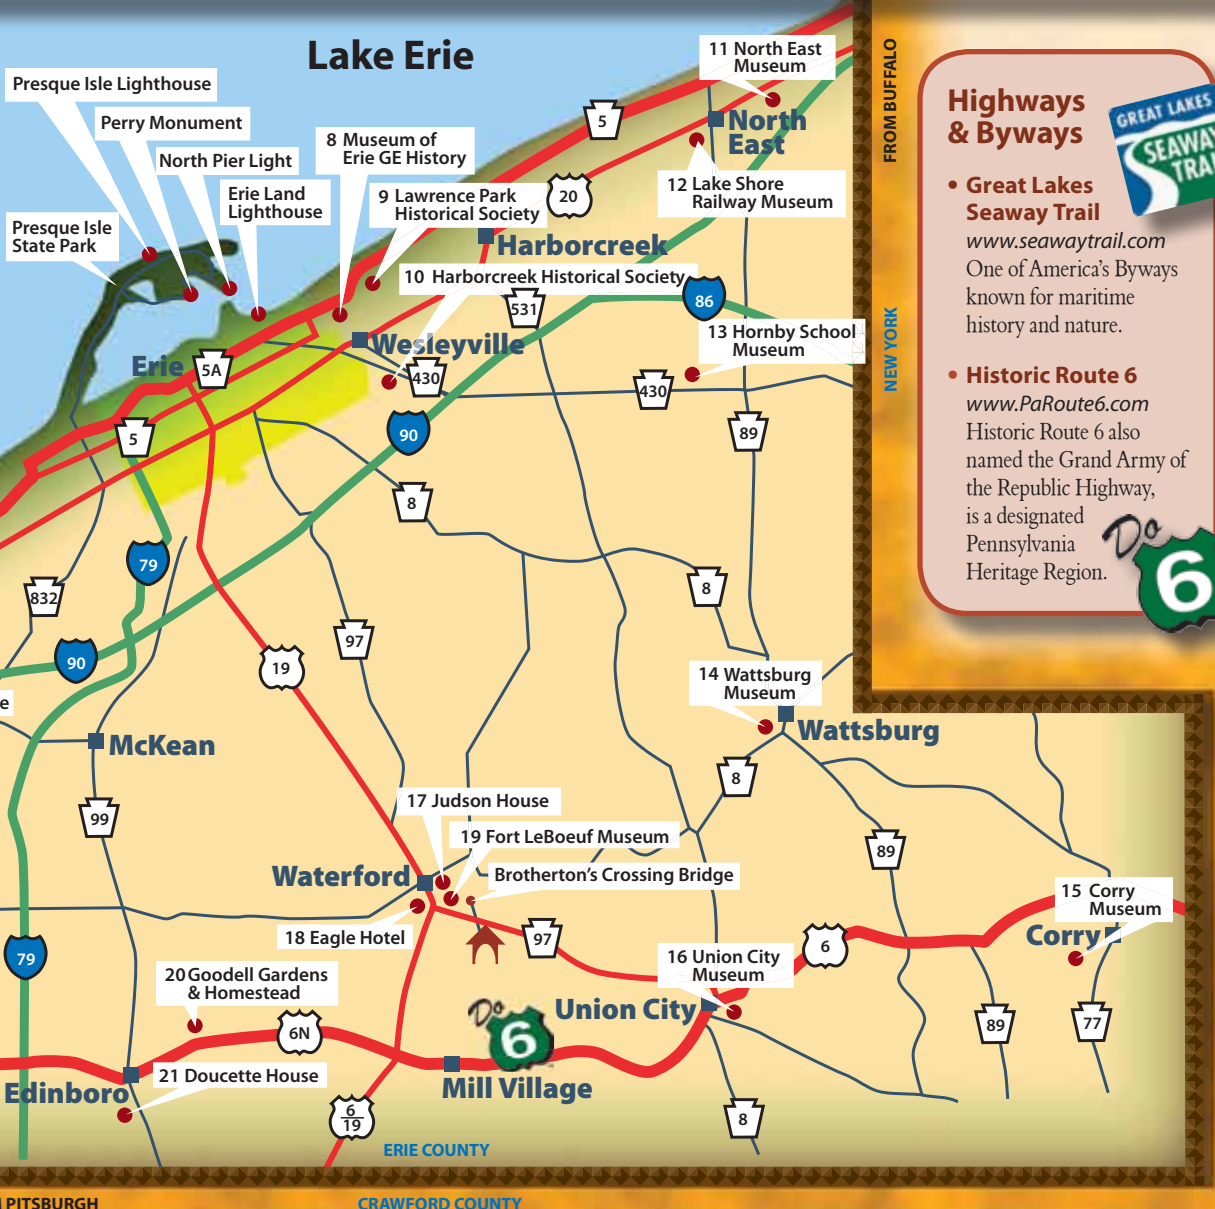 Lake Erie
Presque Isle Lighthouse
Perry Monument
North Pier Light
Erie Land
Lighthouse
Presque Isle
State Park
8 Museum of
Erie GE History
9 Lawrence Park
Historical Society
10 Harborcreek Historical Society
11 North East
Museum
North
East
12 Lake Shore
Railway Museum
5
20
Harborcreek
531
86
13 Hornby School
Museum
Wesleyville
Erie
5A
430
430
5
90
89
8
79
832
8
97
90
19
e
14 Wattsburg
Museum
Wattsburg
McKean
8
99
17 Judson House
19 Fort LeBoeuf Museum
89
Waterford
Brotherton's Crossing Bridge
15 Corry
Museum
18 Eagle Hotel
97
6
Corry
79
16 Union City
Museum
20 Goodell Gardens
& Homestead
Union City
6N
Do
6
89
77
21 Doucette House
Edinboro
Mill Village
6
19
8
ERIE COUNTY
PITSBURGH
CRAWFORD COUNTY
FROM BUFFALO
NEW YORK
Highways
& Byways
GREAT LAKES
SEAWAY
TRA
• Great Lakes
Seaway Trail
www.seawaytrail.com
One of America's Byways
known for maritime
history and nature.
• Historic Route 6
www.PaRoute6.com
Historic Route 6 also
named the Grand Army of
the Republic Highway,
is a designated
Pennsylvania
Heritage Region.
Do
6